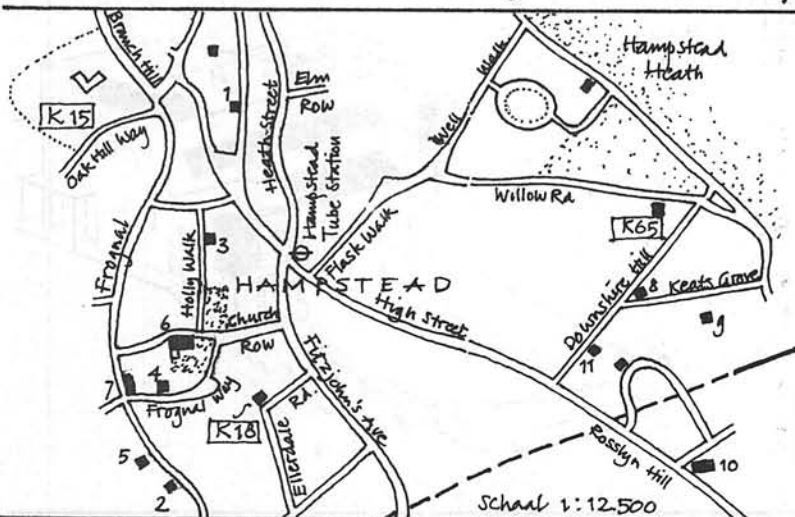 Branch Hill
1
Heath Street
Elm
Row
Walk
Well
Hampstead
Heath
K15
Oak Hill Way
Hampstead
Tube Station
Willow Rd
K65
Frognal
3
Holly Walk
Flask Walk
HAMPSTEAD
High Street
Downshire Hill
8
Keats Grove
9
6
Church
Row
Fitzjohn's Ave
11
7
4
Frognal Way
K18
Ellerdale
Rd.
5
2
Rosslyn Hill
10
Schaal 1:12.500